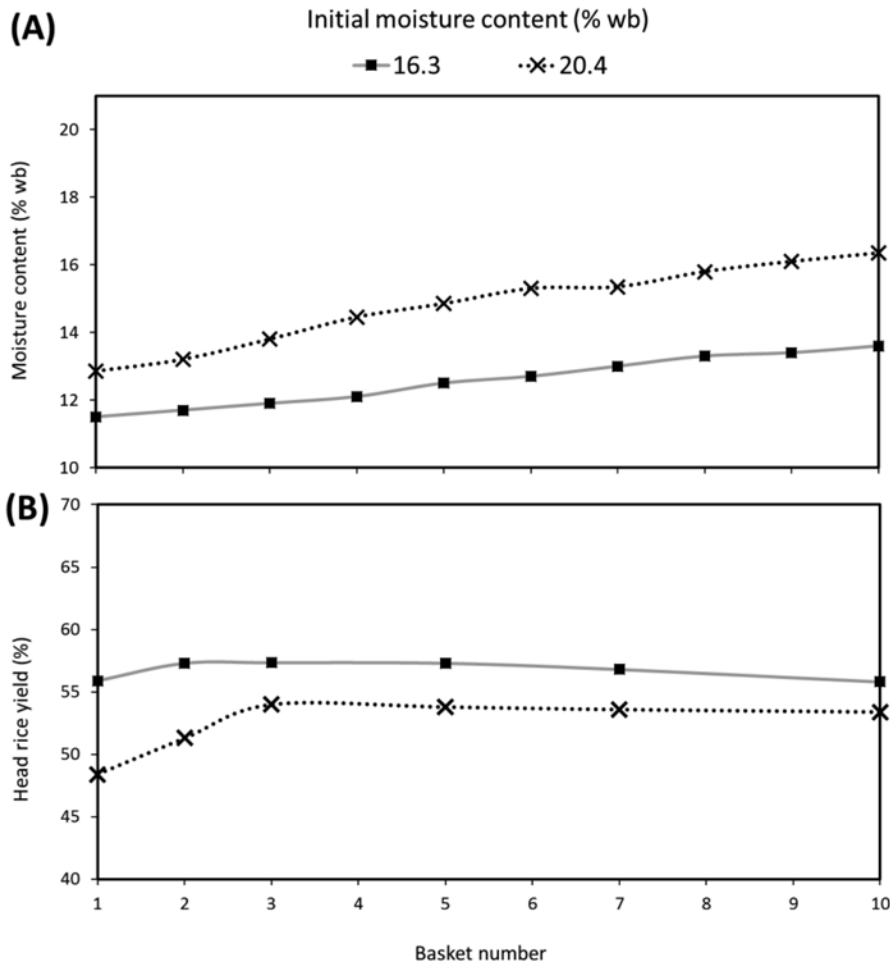 (A)
Initial moisture content (% wb)
16.3
20.4
Moisture content (% wb)
20
18
16
14
12
10
(B)
Head rice yield (%)
70
65
60
55
50
45
40
1 2 3 4 5 6 7 8 9 10
Basket number